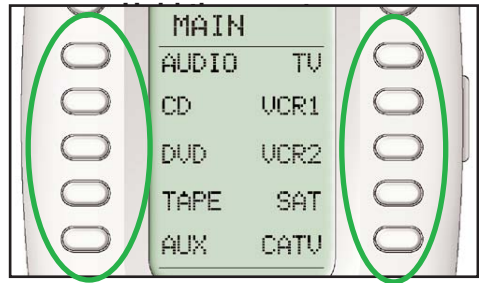 MAIN
AUDIO TV
CD VCR1
DVD VCR2
TAPE SAT
AUX CATV